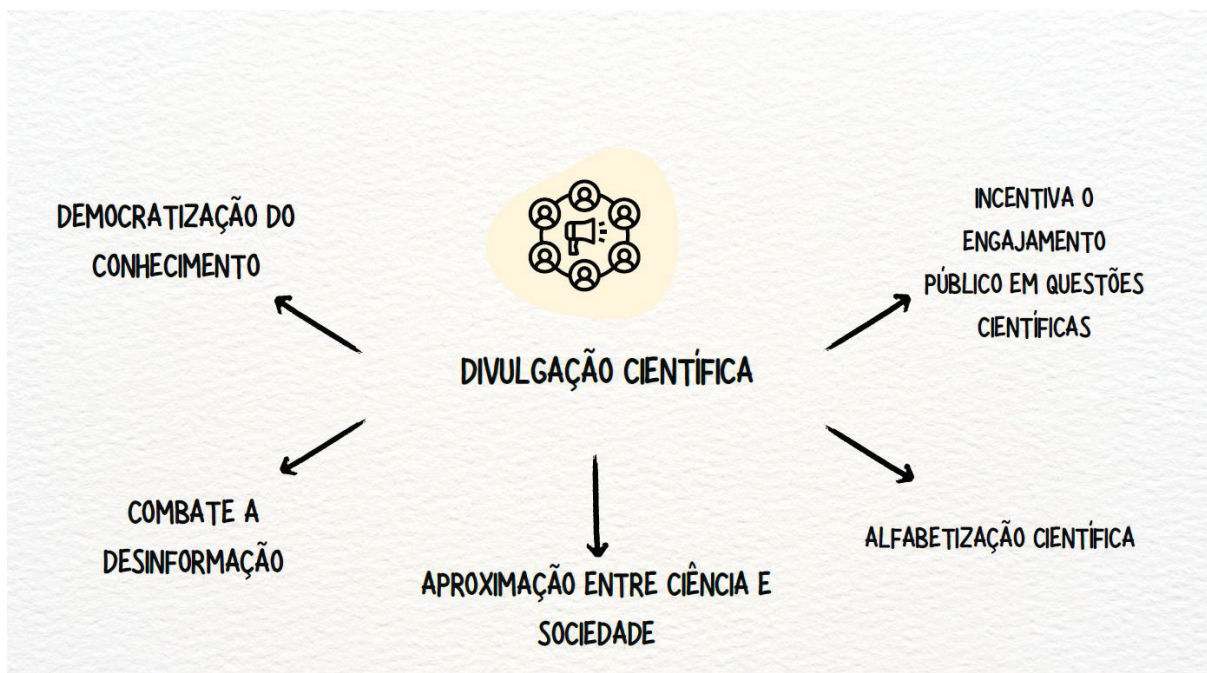 DEMOCRATIZAÇÃO DO
CONHECIMENTO
INCENTIVA O
ENGAJAMENTO
PÚBLICO EM QUESTÕES
CIENTÍFICAS
DIVULGAÇÃO CIENTÍFICA
COMBATE A
DESINFORMAÇÃO
APROXIMAÇÃO ENTRE CIÊNCIA E
SOCIEDADE
ALFABETIZAÇÃO CIENTÍFICA